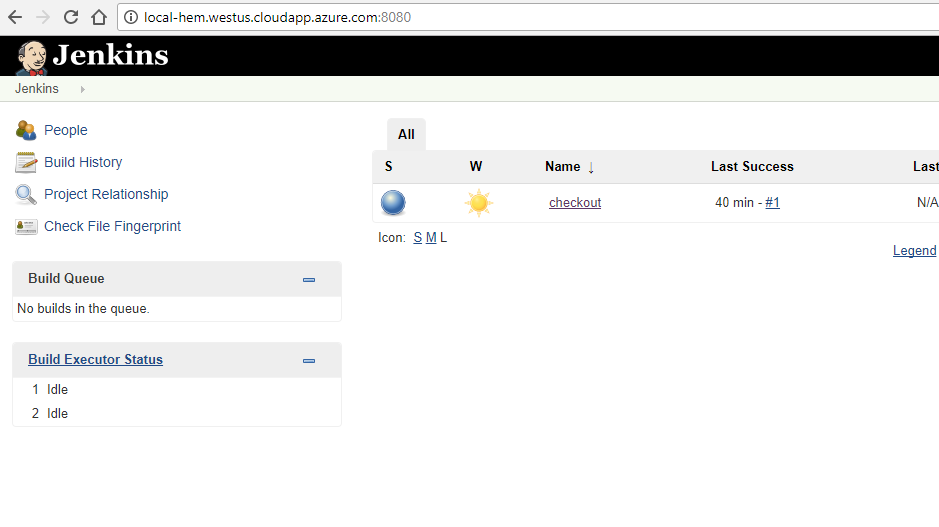 local-hem.westus.cloudapp.azure.com:8080
Jenkins
Jenkins
People
Build History
Project Relationship
Check File Fingerprint
Build Queue
No builds in the queue.
Build Executor Status
1 Idle
2 Idle
All
S W Name ↓ Last Success Last
checkout 40 min - #1 N/A
Icon: S M L
Legend